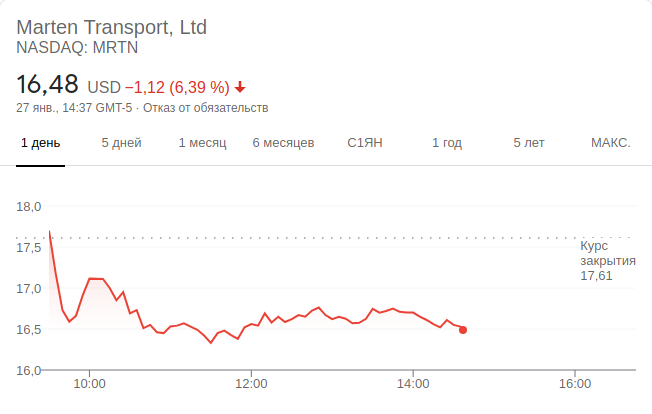 Marten Transport, Ltd
NASDAQ: MRTN
16,48 USD −1,12 (6,39 %)
27 янв., 14:37 GMT-5 · Отказ от обязательств
1 день 5 дней 1 месяц 6 месяцев С1ЯН 1 год 5 лет МАКС.
18,0
17,5
17,0
16,5
16,0
Курс
закрытия
17,61
10:00 12:00 14:00 16:00